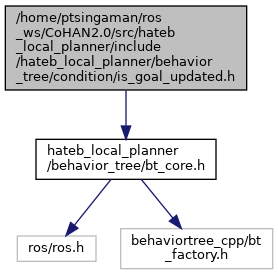 /home/ptsingaman/ros
_ws/CoHAN2.0/src/hateb
_local_planner/include
/hateb_local_planner/behavior
_tree/condition/is_goal_updated.h
hateb_local_planner
/behavior_tree/bt_core.h
ros/ros.h
behaviortree_cpp/bt
_factory.h